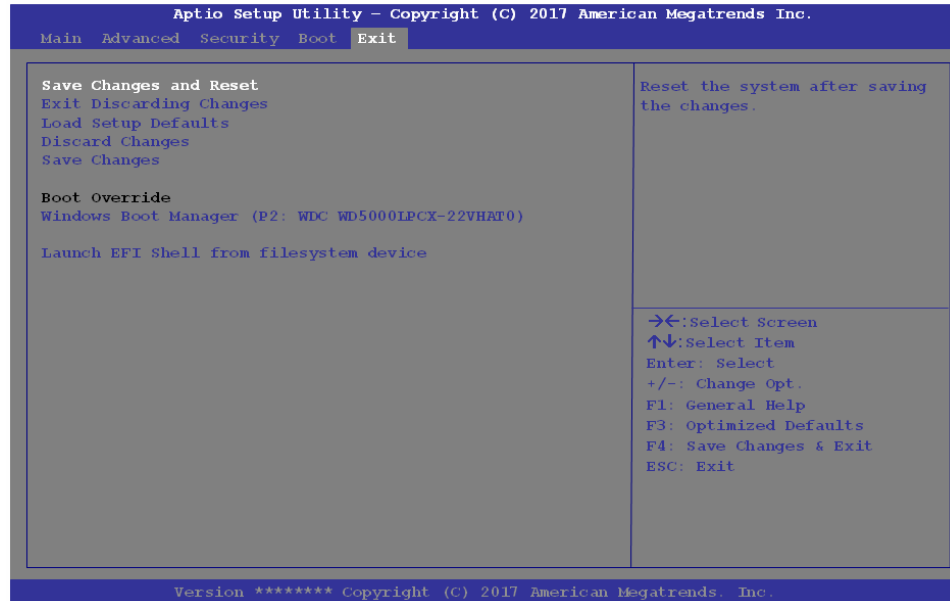 Aptio Setup Utility – Copyright (C) 2017 American Megatrends Inc.
Main Advanced Security Boot Exit
Save Changes and Reset
Exit Discarding Changes
Load Setup Defaults
Discard Changes
Save Changes
Boot Override
Windows Boot Manager (P2: WDC WD5000LPCX-22VHAT0)
Launch EFI Shell from filesystem device
Reset the system after saving
the changes.
→←:Select Screen
↑↓:Select Item
Enter: Select
+/-: Change Opt.
F1: General Help
F3: Optimized Defaults
F4: Save Changes & Exit
ESC: Exit
Version ******** Copyright (C) 2017 American Megatrends. Inc.